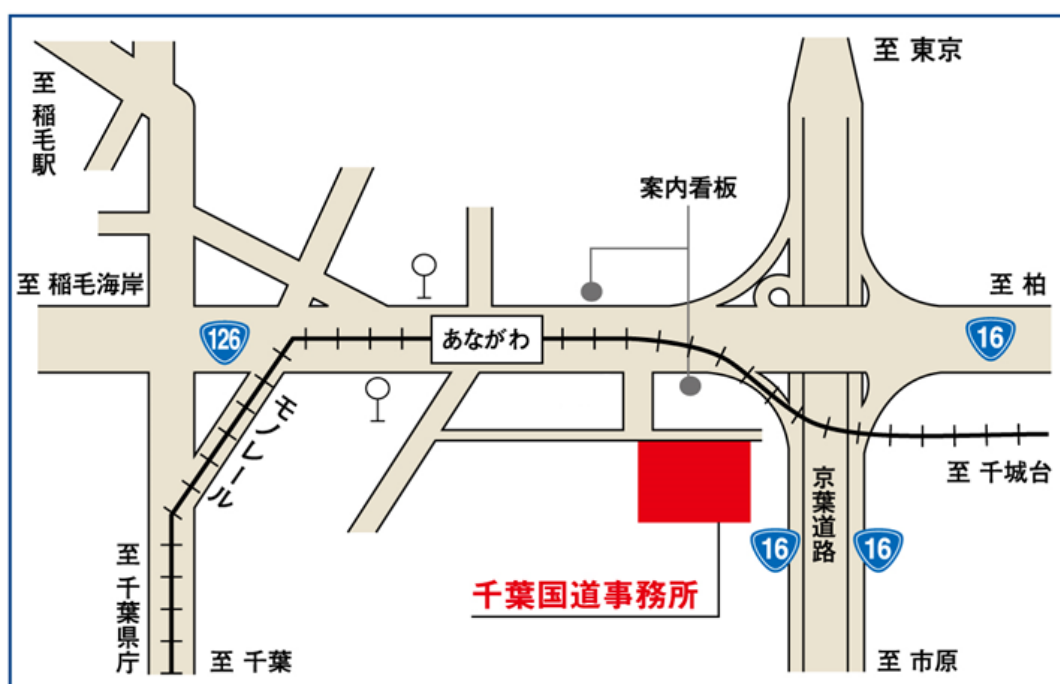 至 東京
至 稲毛駅
案内看板
至 稲毛海岸
至 柏
126
あながわ
16
モノレール
至 千城台
京葉道路
16
16
千葉国道事務所
至 千葉県庁
至 千葉
至 市原